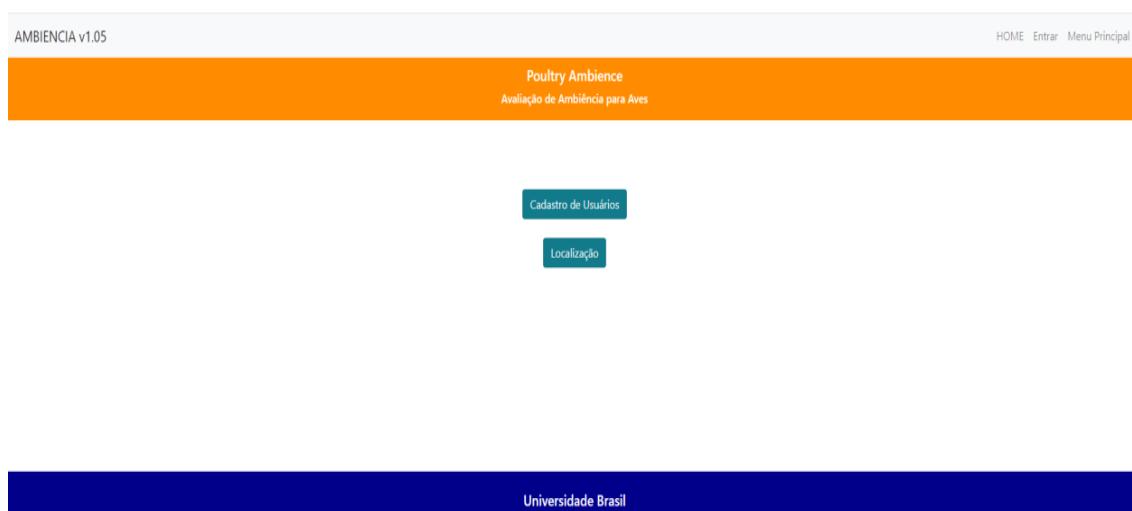 AMBIENCIA v1.05
HOME Entrar Menu Principal
Poultry Ambience
Avaliação de Ambiência para Aves
Cadastro de Usuários
Localização
Universidade Brasil